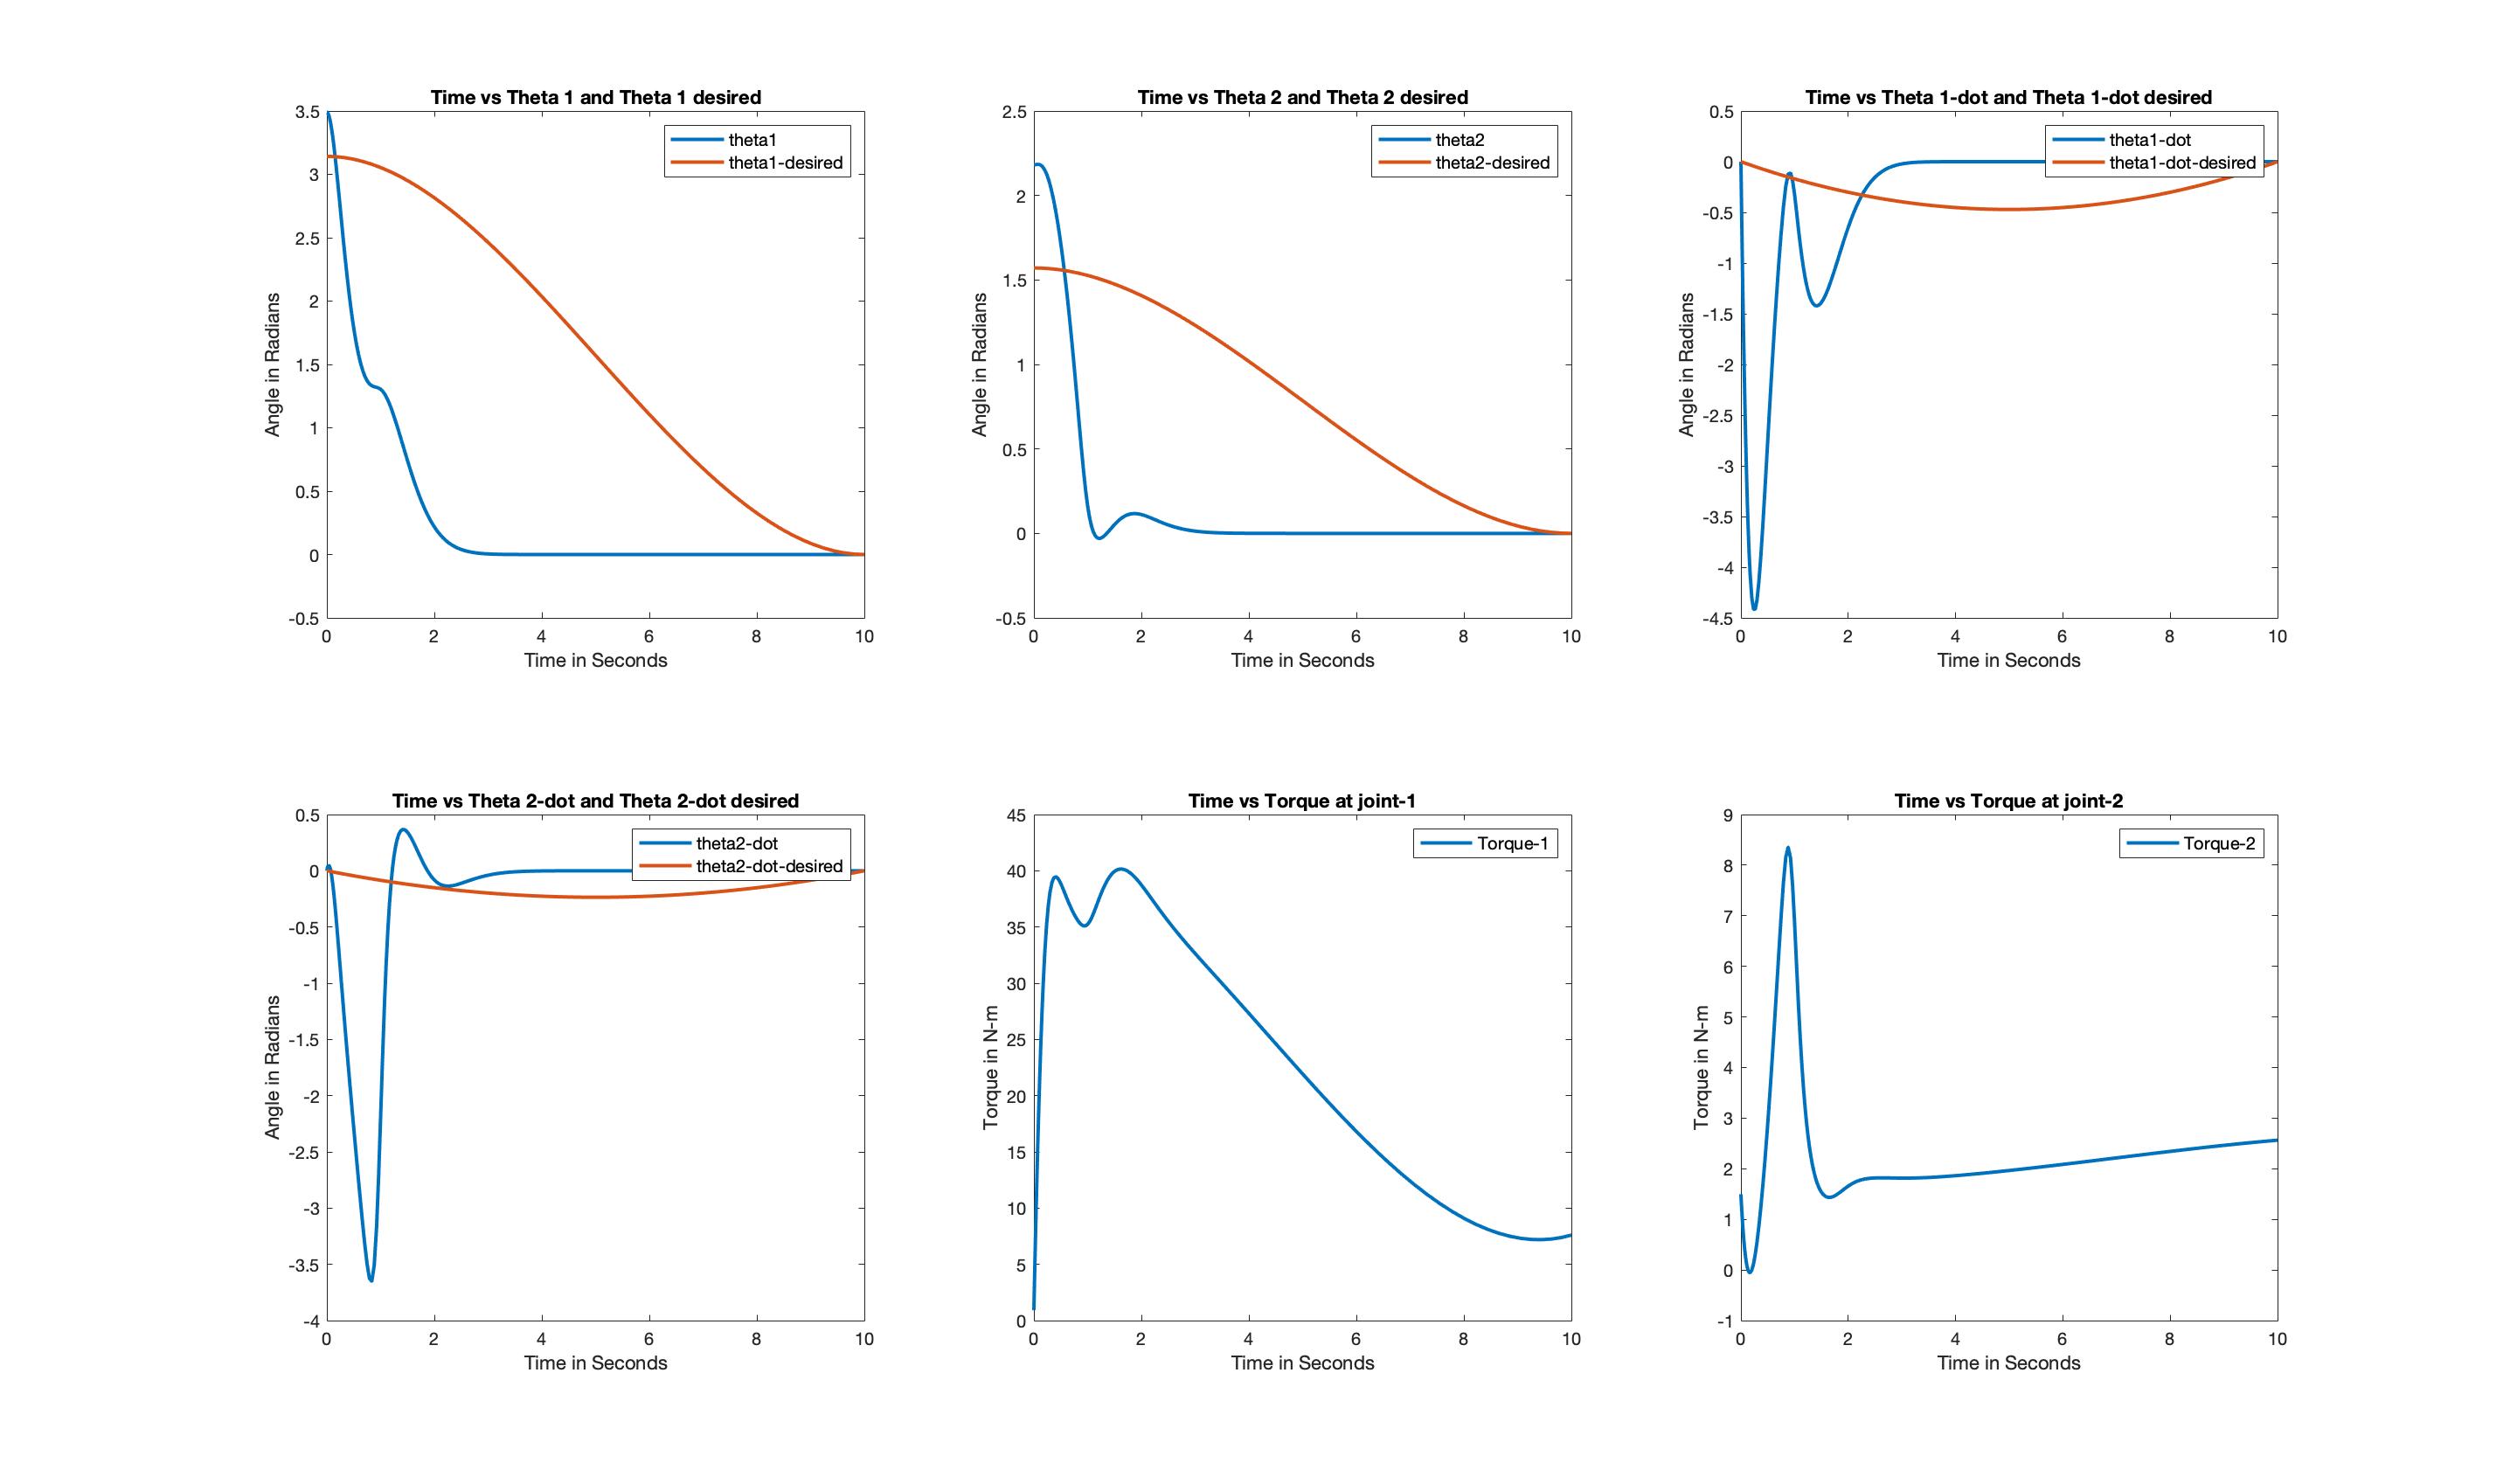 Time vs Theta 1 and Theta 1 desired
3.5
3
2.5
2
1.5
1
0.5
0
-0.5
Angle in Radians
theta1
theta1-desired
0 2 4 6 8 10
Time in Seconds
Time vs Theta 2 and Theta 2 desired
2.5
2
1.5
1
0.5
0
-0.5
Angle in Radians
theta2
theta2-desired
0 2 4 6 8 10
Time in Seconds
Time vs Theta 1-dot and Theta 1-dot desired
0.5
0
-0.5
-1
-1.5
-2
-2.5
-3
-3.5
-4
-4.5
Angle in Radians
theta1-dot
theta1-dot-desired
0 2 4 6 8 10
Time in Seconds
Time vs Theta 2-dot and Theta 2-dot desired
0.5
0
-0.5
-1
-1.5
-2
-2.5
-3
-3.5
-4
Angle in Radians
theta2-dot
theta2-dot-desired
0 2 4 6 8 10
Time in Seconds
Time vs Torque at joint-1
45
40
35
30
25
20
15
10
5
0
Torque in N-m
Torque-1
0 2 4 6 8 10
Time in Seconds
Time vs Torque at joint-2
9
8
7
6
5
4
3
2
1
0
-1
Torque in N-m
Torque-2
0 2 4 6 8 10
Time in Seconds